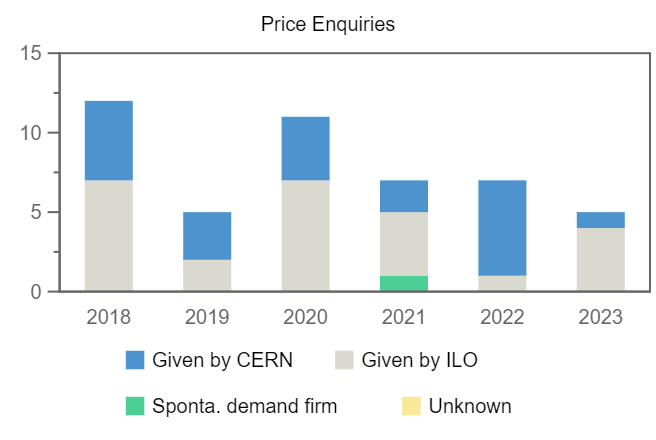 Price Enquiries
15
10
5
0
2018 2019 2020 2021 2022 2023
Given by CERN Given by ILO
Sponta. demand firm Unknown